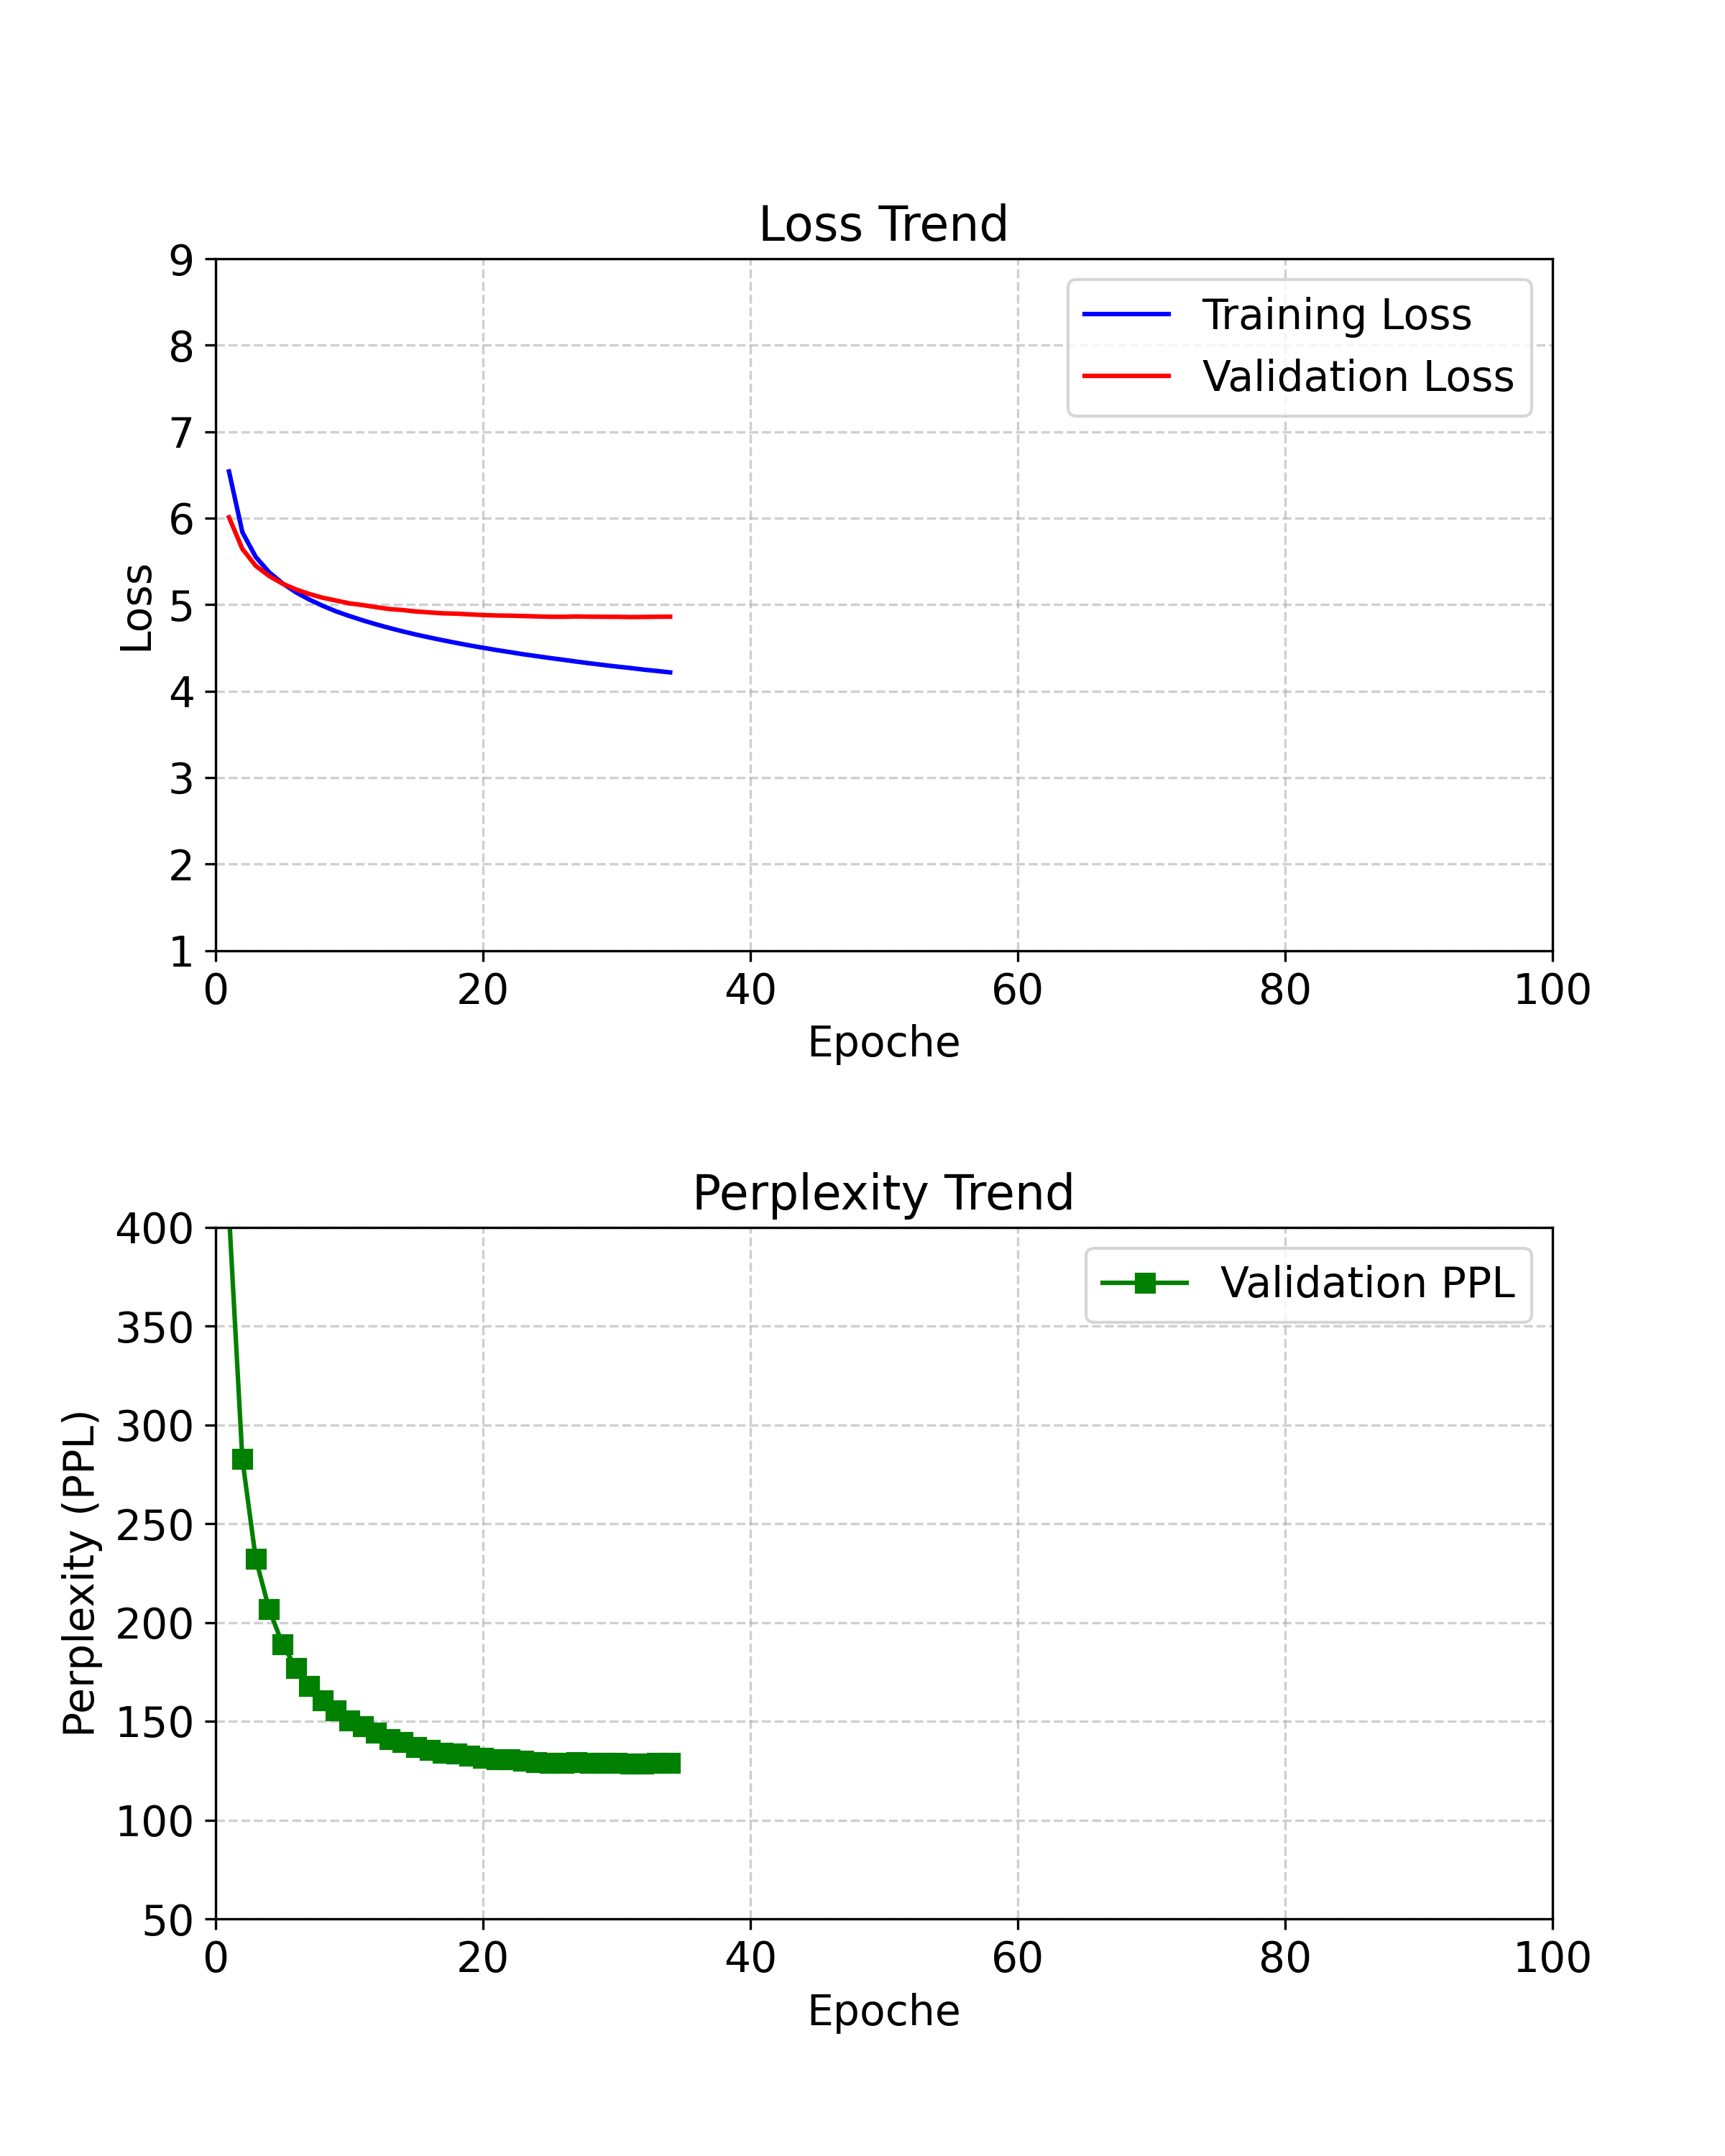 Loss Trend
9
8
7
6
5
4
3
2
1
Loss
Training Loss
Validation Loss
0 20 40 60 80 100
Epoche
Perplexity Trend
400
350
300
250
200
150
100
50
Perplexity (PPL)
Validation PPL
0 20 40 60 80 100
Epoche